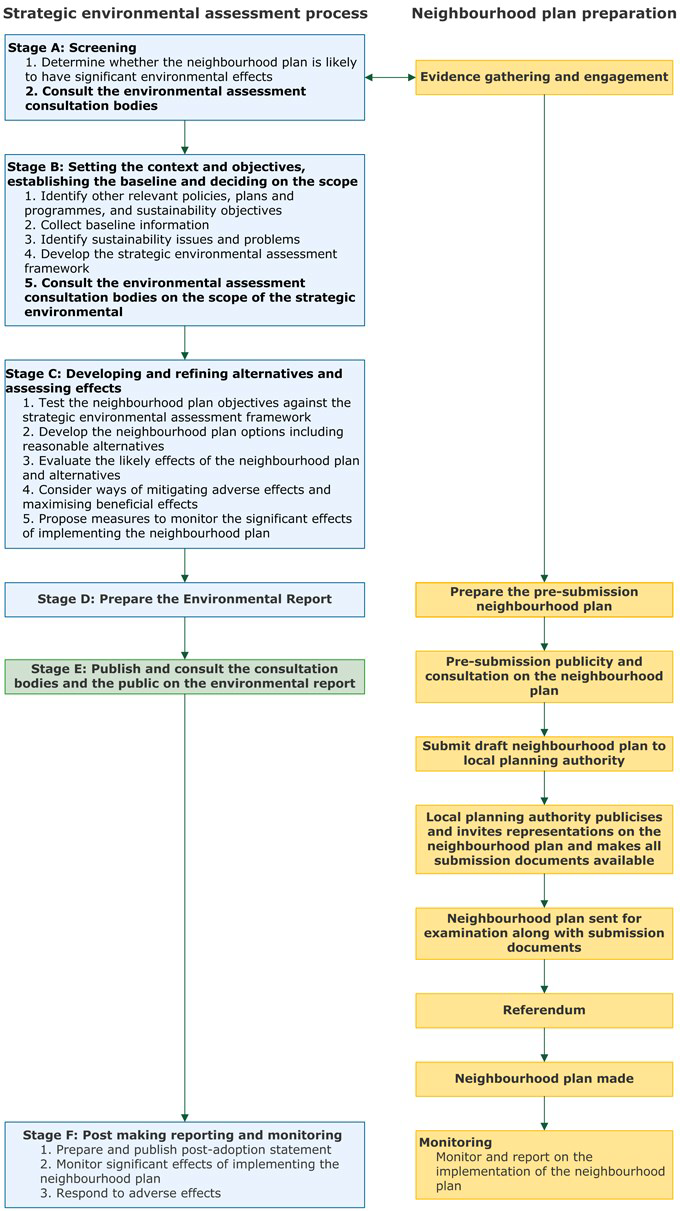 Strategic environmental assessment process
Neighbourhood plan preparation
Stage A: Screening
1. Determine whether the neighbourhood plan is likely
to have significant environmental effects
2. Consult the environmental assessment
consultation bodies
Evidence gathering and engagement
Stage B: Setting the context and objectives,
establishing the baseline and deciding on the scope
1. Identify other relevant policies, plans and
programmes, and sustainability objectives
2. Collect baseline information
3. Identify sustainability issues and problems
4. Develop the strategic environmental assessment
framework
5. Consult the environmental assessment
consultation bodies on the scope of the strategic
environmental
Stage C: Developing and refining alternatives and
assessing effects
1. Test the neighbourhood plan objectives against the
strategic environmental assessment framework
2. Develop the neighbourhood plan options including
reasonable alternatives
3. Evaluate the likely effects of the neighbourhood plan
and alternatives
4. Consider ways of mitigating adverse effects and
maximising beneficial effects
5. Propose measures to monitor the significant effects
of implementing the neighbourhood plan
Stage D: Prepare the Environmental Report
Prepare the pre-submission
neighbourhood plan
Stage E: Publish and consult the consultation
bodies and the public on the environmental report
Pre-submission publicity and
consultation on the neighbourhood
plan
Submit draft neighbourhood plan to
local planning authority
Local planning authority publicises
and invites representations on the
neighbourhood plan and makes all
submission documents available
Neighbourhood plan sent for
examination along with submission
documents
Referendum
Neighbourhood plan made
Stage F: Post making reporting and monitoring
1. Prepare and publish post-adoption statement
2. Monitor significant effects of implementing the
neighbourhood plan
3. Respond to adverse effects
Monitoring
Monitor and report on the
implementation of the neighbourhood
plan